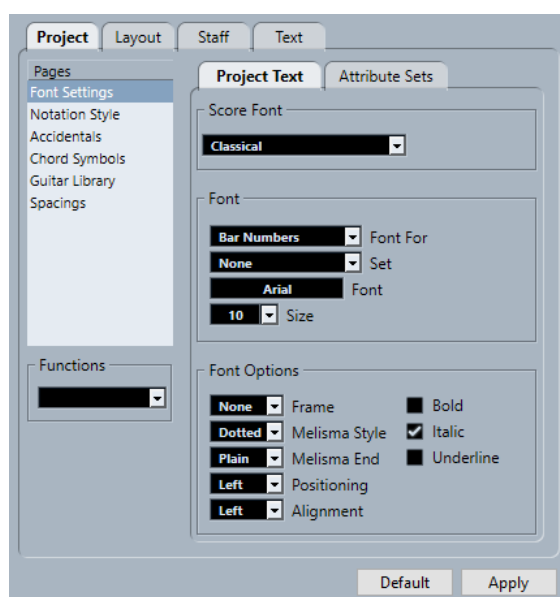 Project Layout Staff Text
Pages
Font Settings
Notation Style
Accidentals
Chord Symbols
Guitar Library
Spacings
Functions
Project Text Attribute Sets
Score Font
Classical
Font
Bar Numbers Font For
None Set
Arial Font
10 Size
Font Options
None Frame Bold
Dotted Melisma Style Italic
Plain Melisma End Underline
Left Positioning
Left Alignment
Default Apply